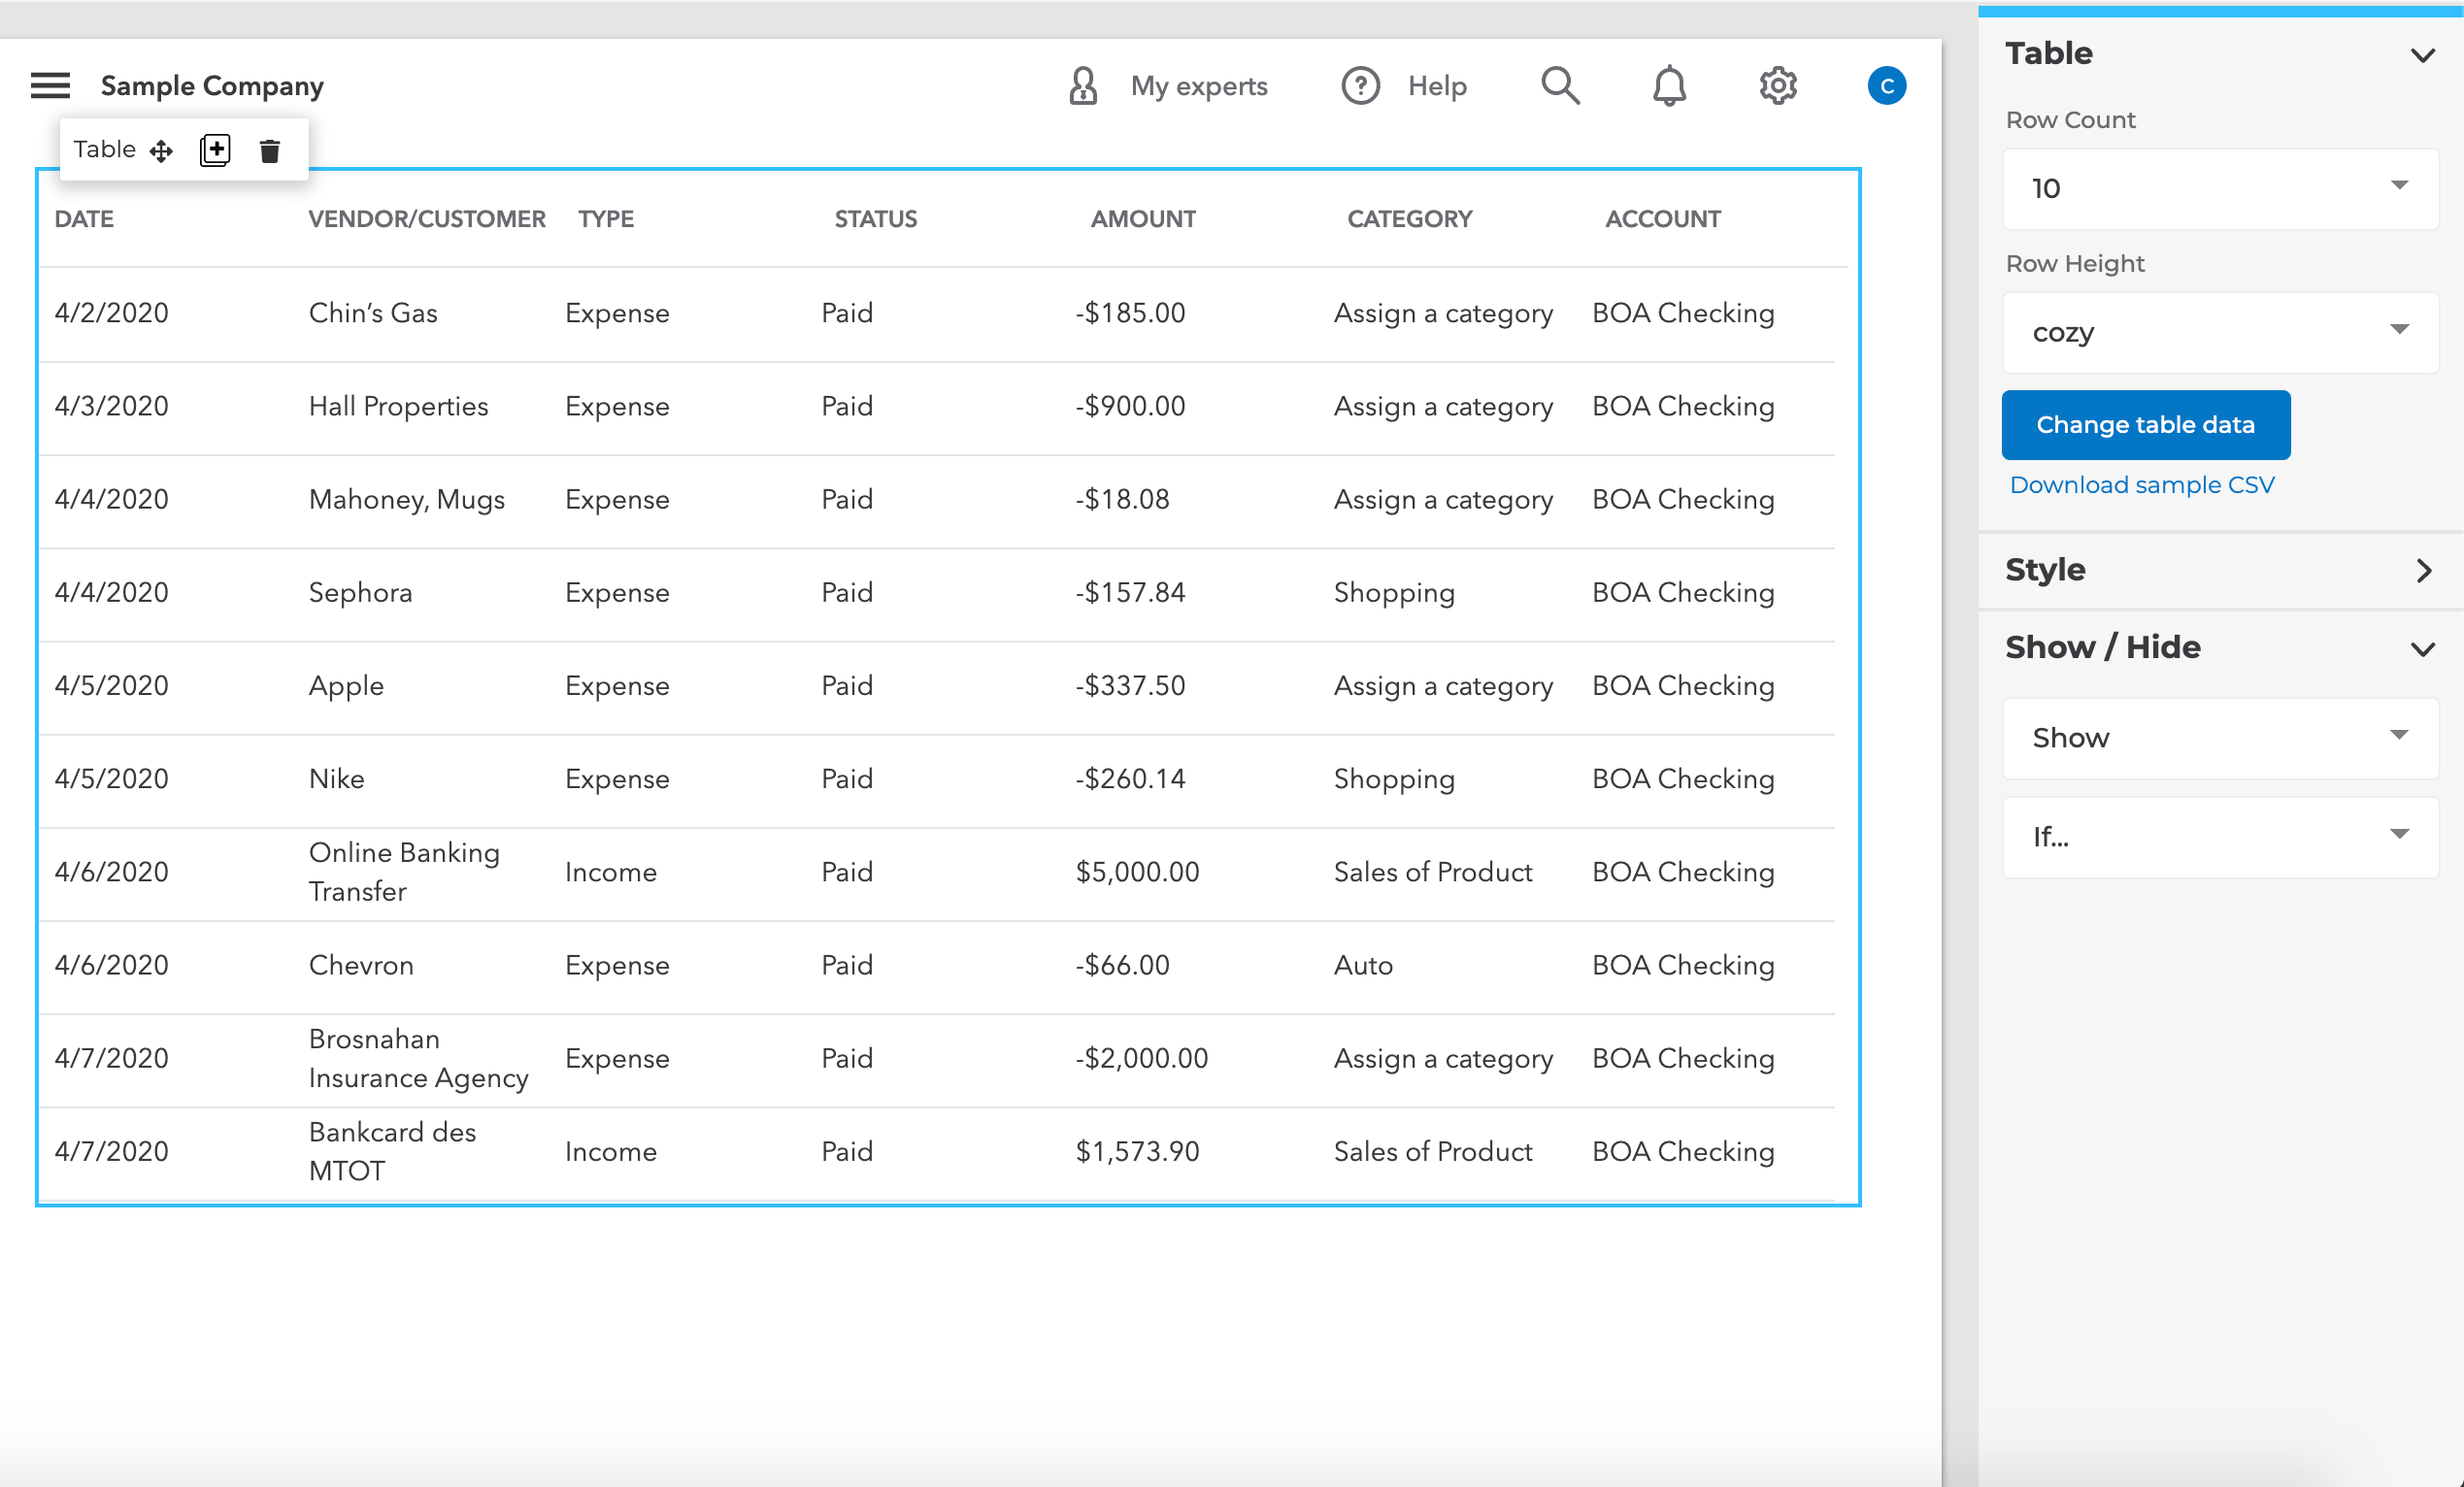 Sample Company
My experts
?
Help
C
Table
DATE VENDOR/CUSTOMER TYPE STATUS AMOUNT CATEGORY ACCOUNT
4/2/2020 Chin’s Gas Expense Paid -$185.00 Assign a category BOA Checking
4/3/2020 Hall Properties Expense Paid -$900.00 Assign a category BOA Checking
4/4/2020 Mahoney, Mugs Expense Paid -$18.08 Assign a category BOA Checking
4/4/2020 Sephora Expense Paid -$157.84 Shopping BOA Checking
4/5/2020 Apple Expense Paid -$337.50 Assign a category BOA Checking
4/5/2020 Nike Expense Paid -$260.14 Shopping BOA Checking
4/6/2020 Online Banking Transfer Income Paid $5,000.00 Sales of Product BOA Checking
4/6/2020 Chevron Expense Paid -$66.00 Auto BOA Checking
4/7/2020 Brosnahan Insurance Agency Expense Paid -$2,000.00 Assign a category BOA Checking
4/7/2020 Bankcard des MTOT Income Paid $1,573.90 Sales of Product BOA Checking
Table
Row Count
10
Row Height
cozy
Change table data
Download sample CSV
Style
Show / Hide
Show
If...